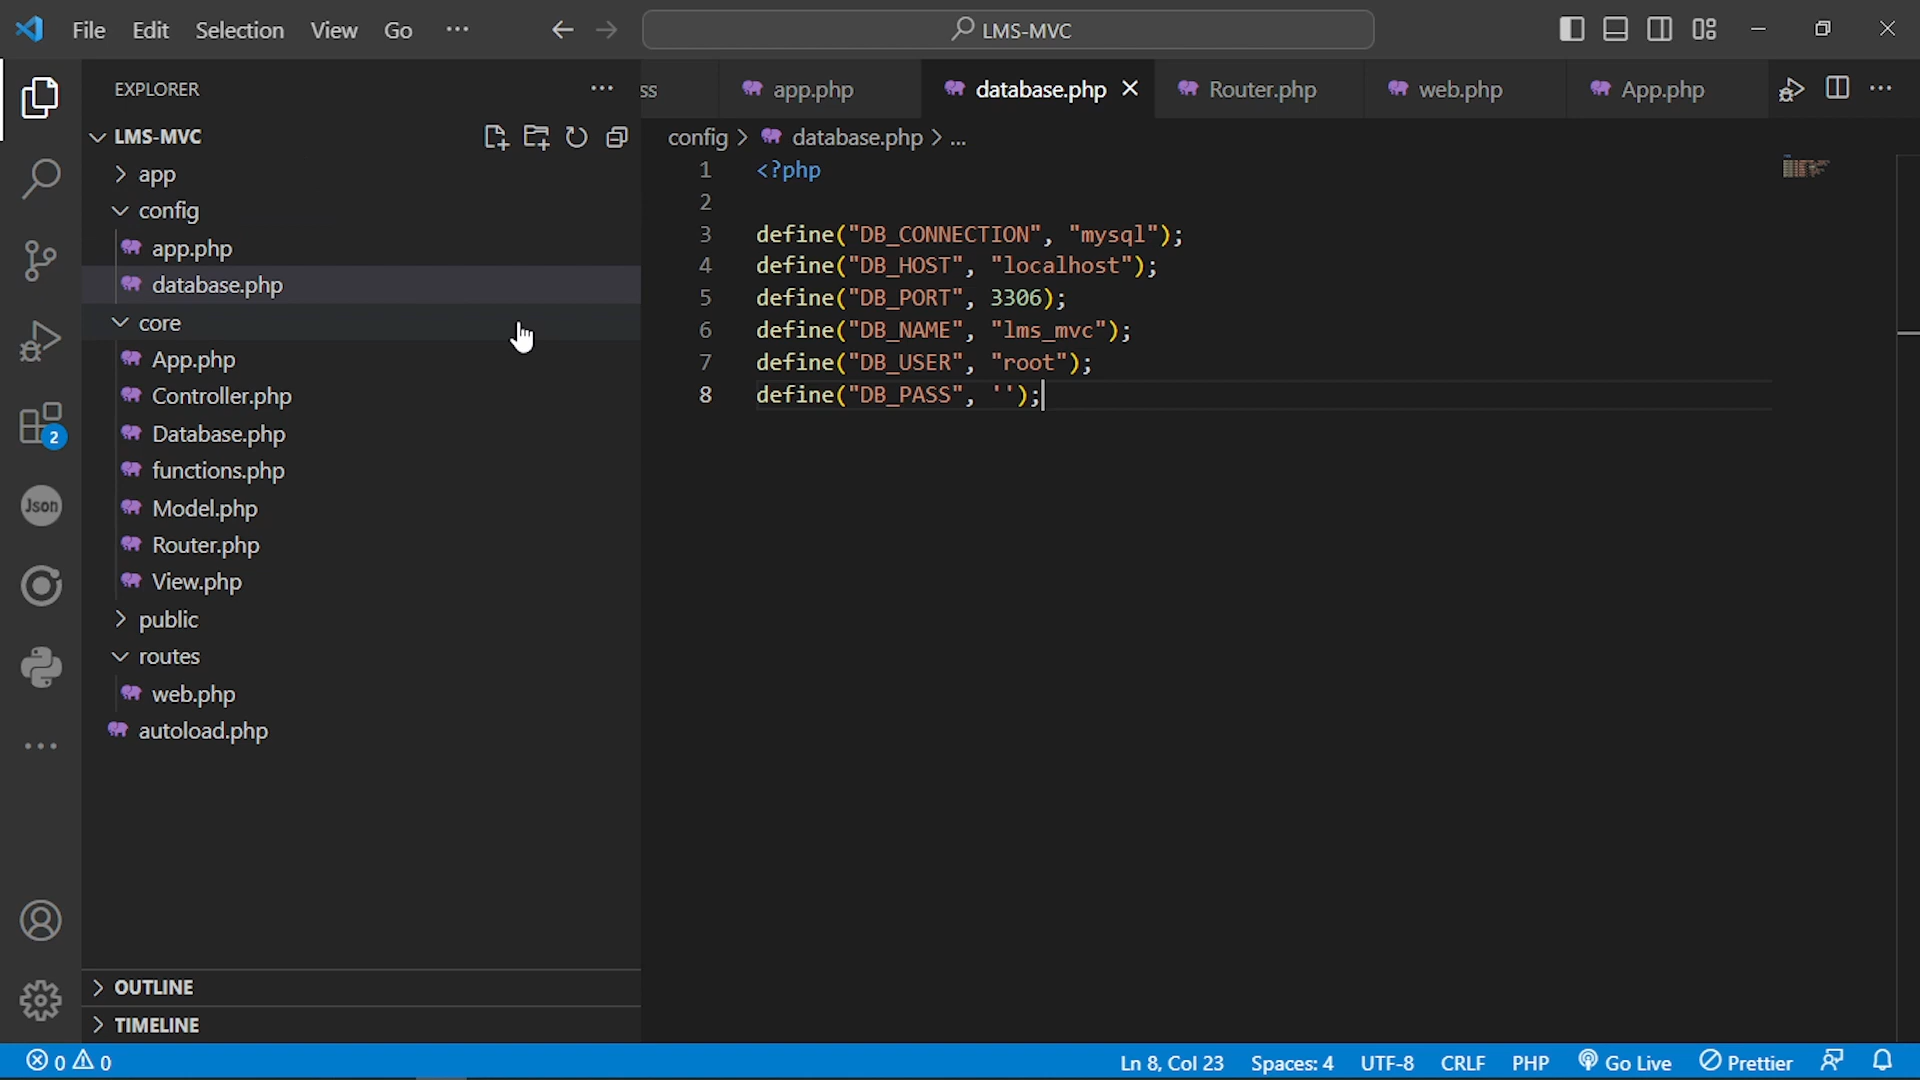 File Edit Selection View Go ... LMS-MVC
EXPLORER ...
ss app.php database.php Router.php web.php App.php ...
LMS-MVC
config > database.php > ...
app
config
app.php
database.php
core
App.php
Controller.php
Database.php
functions.php
Model.php
Router.php
View.php
public
routes
web.php
autoload.php
OUTLINE
TIMELINE
2
Json
1 <?php
2
3 define("DB_CONNECTION", "mysql");
4 define("DB_HOST", "localhost");
5 define("DB_PORT", 3306);
6 define("DB_NAME", "lms_mvc");
7 define("DB_USER", "root");
8 define("DB_PASS", '');
0 0 Ln 8, Col 23 Spaces: 4 UTF-8 CRLF PHP Go Live Prettier